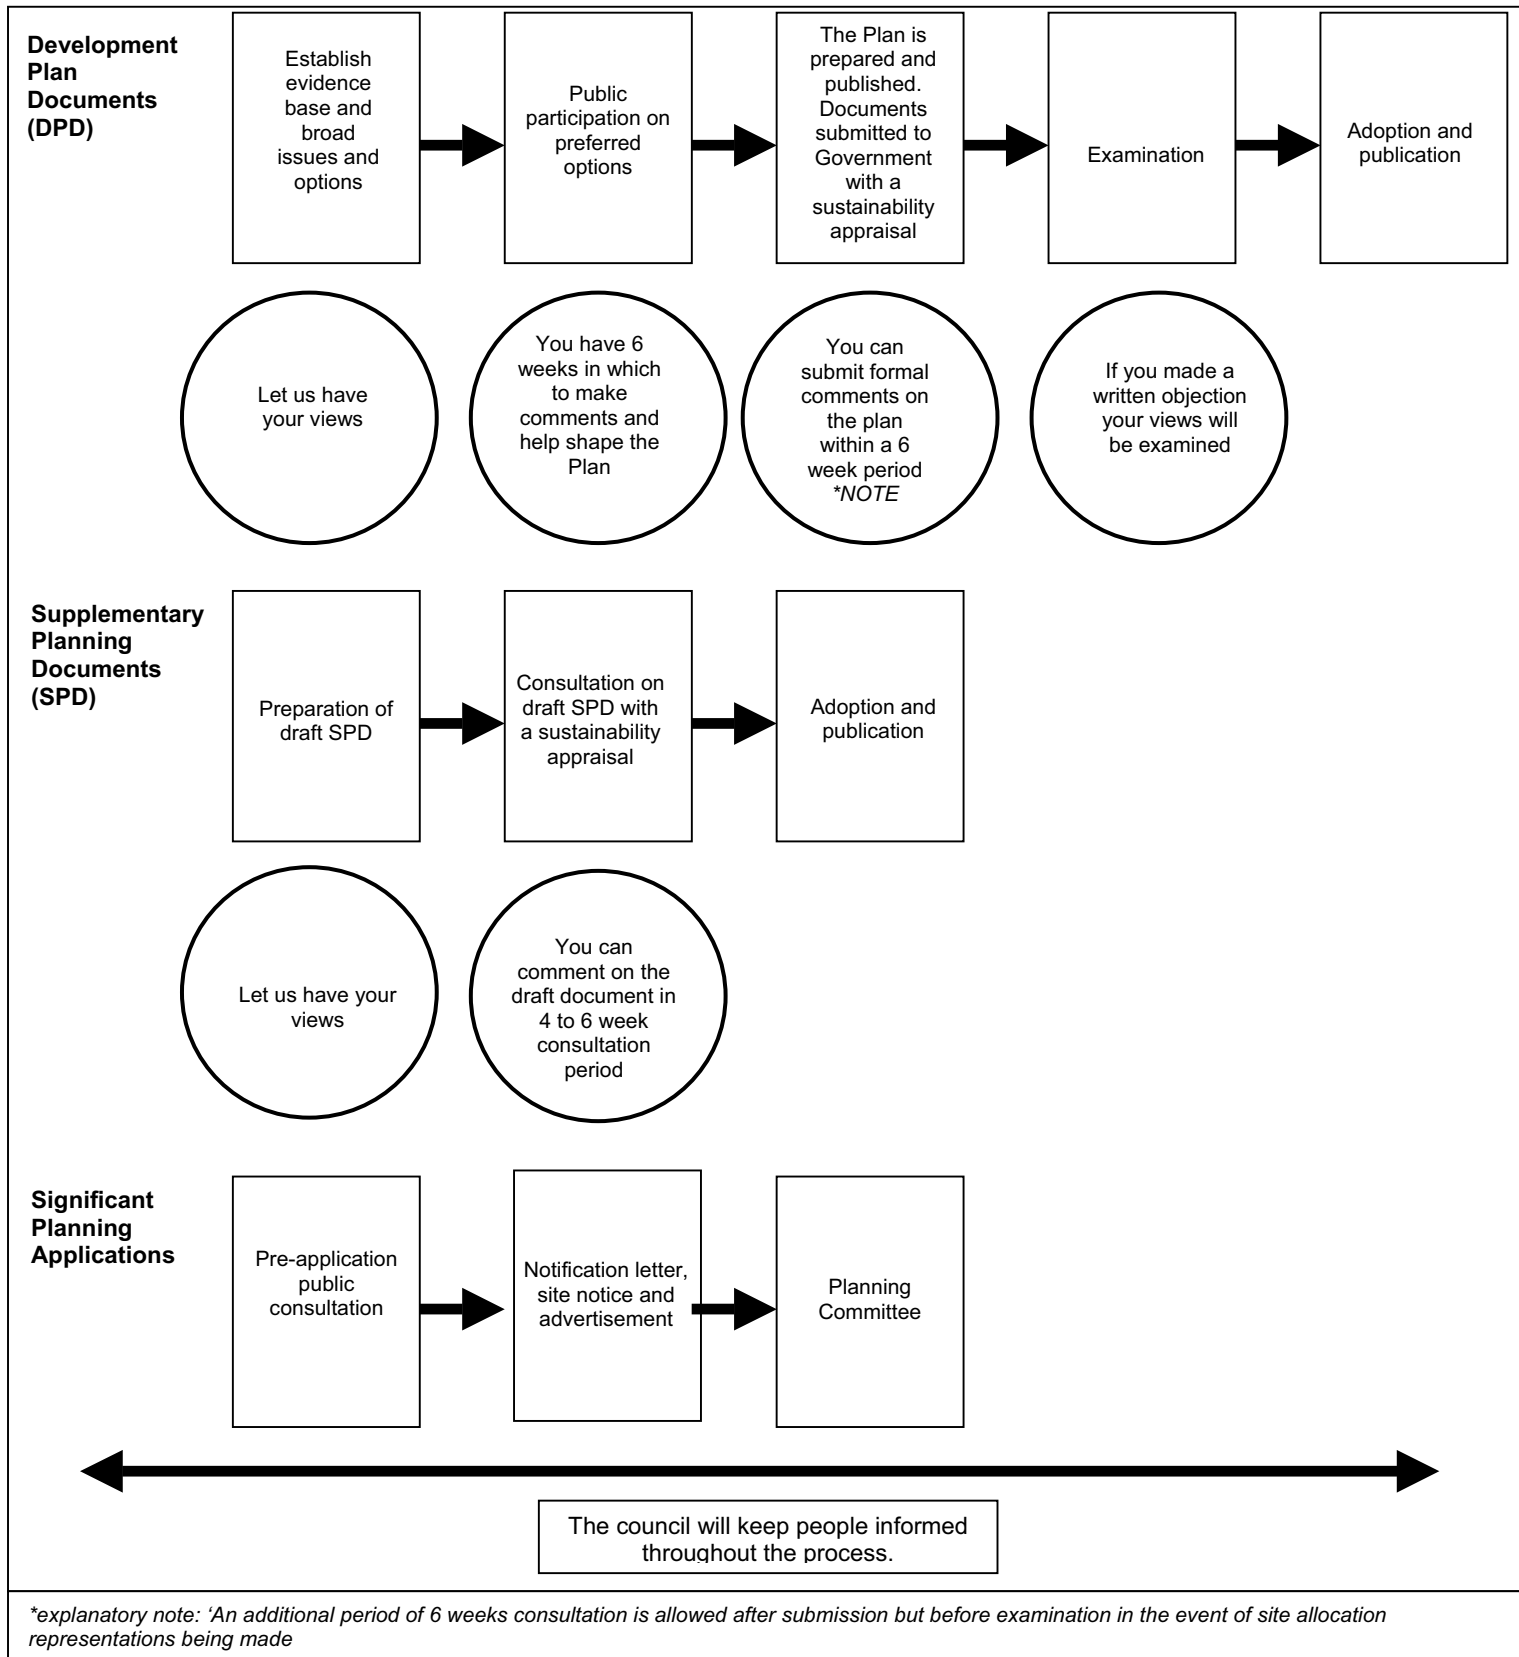 Development
Plan
Documents
(DPD)
Establish
evidence
base and
broad
issues and
options
Public
participation on
preferred
options
The Plan is
prepared and
published.
Documents
submitted to
Government
with a
sustainability
appraisal
Examination
Adoption and
publication
Let us have
your views
You have 6
weeks in which
to make
comments and
help shape the
Plan
You can
submit formal
comments on
the plan
within a 6
week period
*NOTE
If you made a
written objection
your views will
be examined
Supplementary
Planning
Documents
(SPD)
Preparation of
draft SPD
Consultation on
draft SPD with
a sustainability
appraisal
Adoption and
publication
Let us have your
views
You can
comment on the
draft document in
4 to 6 week
consultation
period
Significant
Planning
Applications
Pre-application
public
consultation
Notification letter,
site notice and
advertisement
Planning
Committee
The council will keep people informed
throughout the process.
*explanatory note: ‘An additional period of 6 weeks consultation is allowed after submission but before examination in the event of site allocation
representations being made